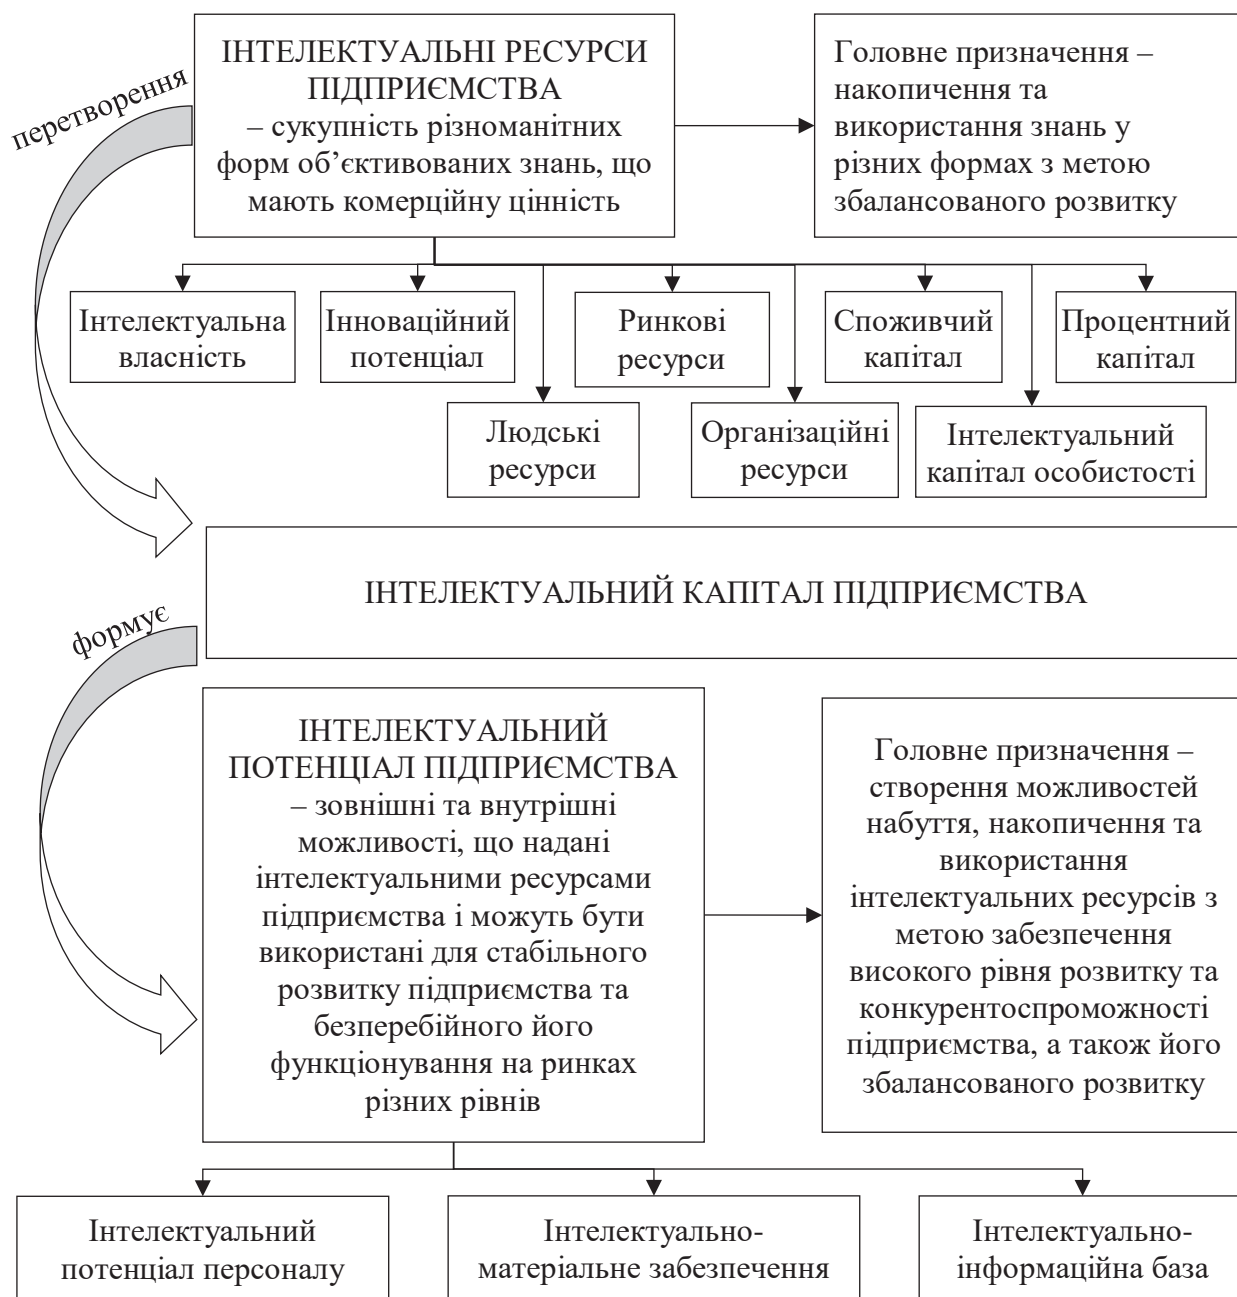 перетворення
ІНТЕЛЕКТУАЛЬНІ РЕСУРСИ
ПІДПРИЄМСТВА
– сукупність різноманітних
форм об’єктивованих знань, що
мають комерційну цінність
Головне призначення –
накопичення та
використання знань у
різних формах з метою
збалансованого розвитку
Інтелектуальна
власність
Інноваційний
потенціал
Ринкові
ресурси
Споживчий
капітал
Процентний
капітал
Людські
ресурси
Організаційні
ресурси
Інтелектуальний
капітал особистості
ІНТЕЛЕКТУАЛЬНИЙ КАПІТАЛ ПІДПРИЄМСТВА
формує
ІНТЕЛЕКТУАЛЬНИЙ
ПОТЕНЦІАЛ ПІДПРИЄМСТВА
– зовнішні та внутрішні
можливості, що надані
інтелектуальними ресурсами
підприємства і можуть бути
використані для стабільного
розвитку підприємства та
безперебійного його
функціонування на ринках
різних рівнів
Головне призначення –
створення можливостей
набуття, накопичення та
використання
інтелектуальних ресурсів з
метою забезпечення
високого рівня розвитку та
конкурентоспроможності
підприємства, а також його
збалансованого розвитку
Інтелектуальний
потенціал персоналу
Інтелектуально-
матеріальне забезпечення
Інтелектуально-
інформаційна база